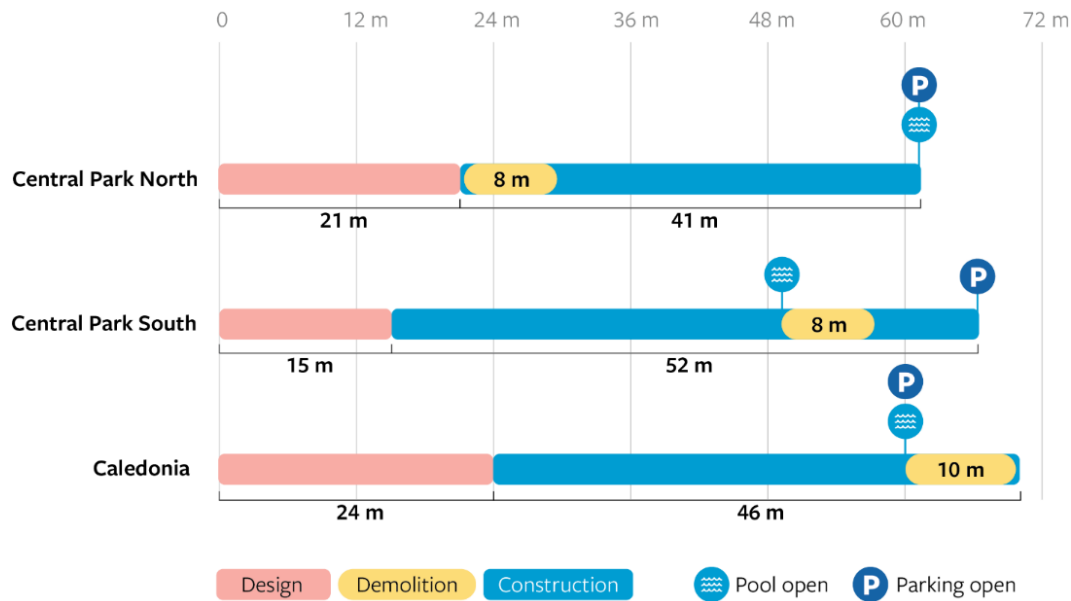 0 12 m 24 m 36 m 48 m 60 m 72 m
P
Central Park North 8 m
21 m 41 m
P
Central Park South 8 m
15 m 52 m
P
Caledonia 10 m
24 m 46 m
Design Demolition Construction Pool open P Parking open